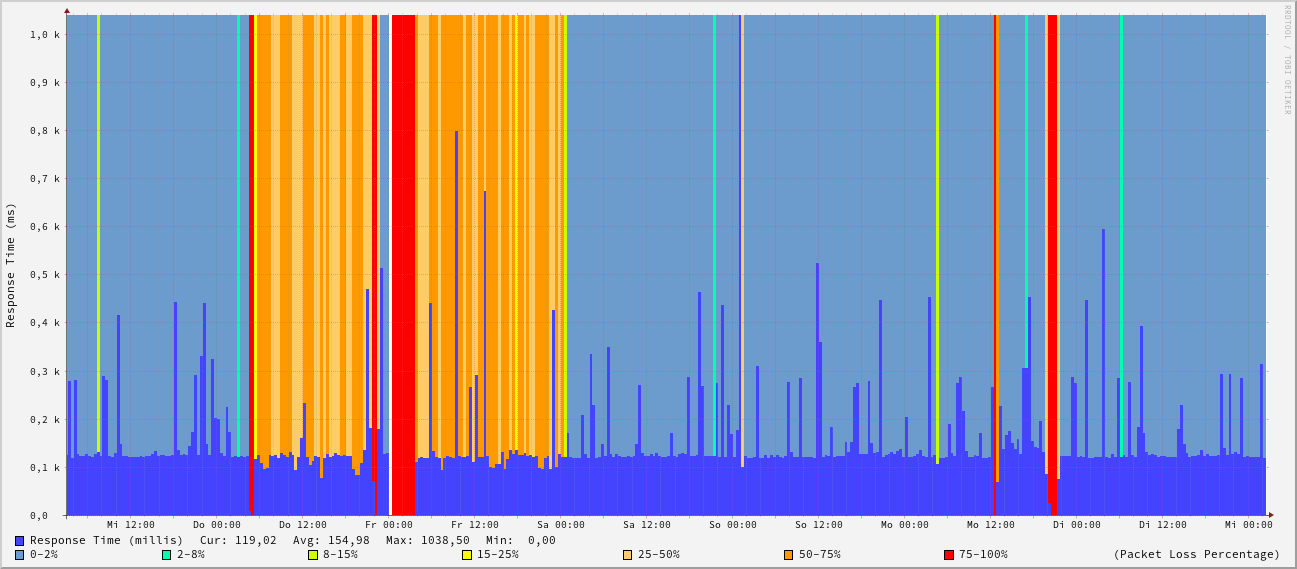 RRDTOOL / TOBI OETIKER
Response Time (ms)
1,0 k
0,9 k
0,8 k
0,7 k
0,6 k
0,5 k
0,4 k
0,3 k
0,2 k
0,1 k
0,0
Mi 12:00 Do 00:00 Do 12:00 Fr 00:00 Fr 12:00 Sa 00:00 Sa 12:00 So 00:00 So 12:00 Mo 00:00 Mo 12:00 Di 00:00 Di 12:00 Mi 00:00
Response Time (millis) Cur: 119,02 Avg: 154,98 Max: 1038,50 Min: 0,00
0-2% 2-8% 8-15% 15-25% 25-50% 50-75% 75-100% (Packet Loss Percentage)